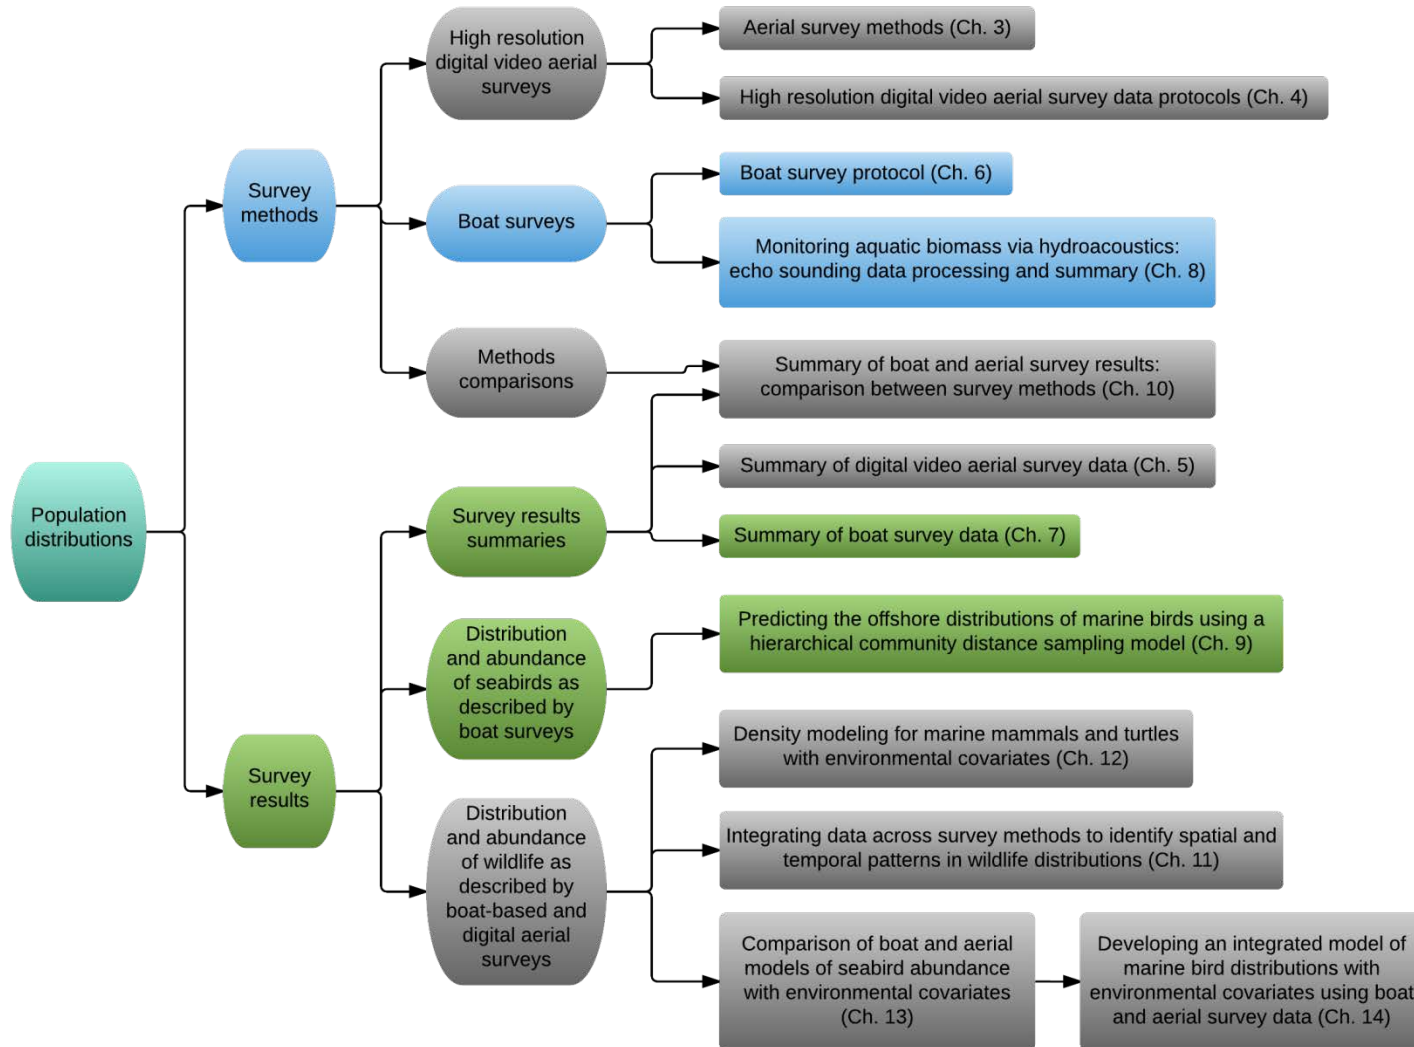 Population
distributions
Survey
methods
High resolution
digital video aerial
surveys
Aerial survey methods (Ch. 3)
High resolution digital video aerial survey data protocols (Ch. 4)
Boat surveys
Boat survey protocol (Ch. 6)
Monitoring aquatic biomass via hydroacoustics:
echo sounding data processing and summary (Ch. 8)
Methods
comparisons
Summary of boat and aerial survey results:
comparison between survey methods (Ch. 10)
Survey
results
Survey results
summaries
Summary of digital video aerial survey data (Ch. 5)
Summary of boat survey data (Ch. 7)
Distribution
and abundance
of seabirds as
described by
boat surveys
Predicting the offshore distributions of marine birds using a
hierarchical community distance sampling model (Ch. 9)
Distribution
and abundance
of wildlife as
described by
boat-based and
digital aerial
surveys
Density modeling for marine mammals and turtles
with environmental covariates (Ch. 12)
Integrating data across survey methods to identify spatial and
temporal patterns in wildlife distributions (Ch. 11)
Comparison of boat and aerial
models of seabird abundance
with environmental covariates
(Ch. 13)
Developing an integrated model of
marine bird distributions with
environmental covariates using boat
and aerial survey data (Ch. 14)